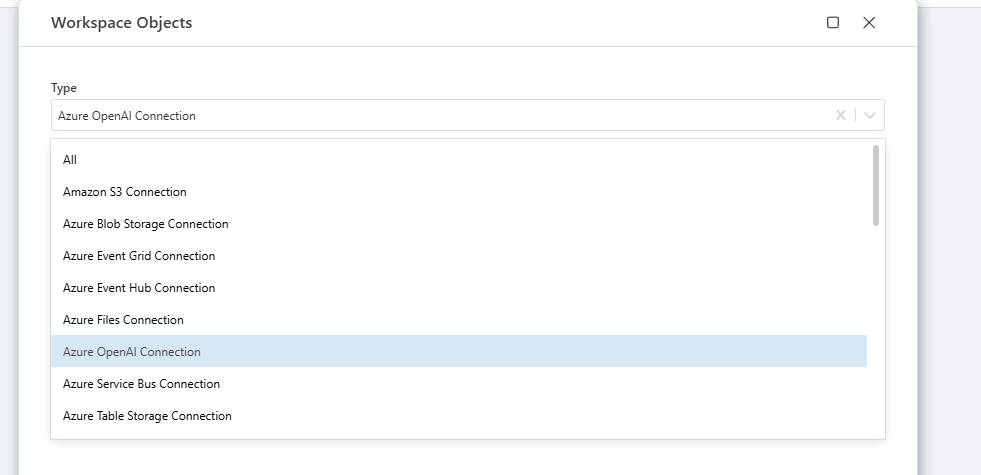 Workspace Objects
Type
Azure OpenAI Connection
All
Amazon S3 Connection
Azure Blob Storage Connection
Azure Event Grid Connection
Azure Event Hub Connection
Azure Files Connection
Azure OpenAI Connection
Azure Service Bus Connection
Azure Table Storage Connection